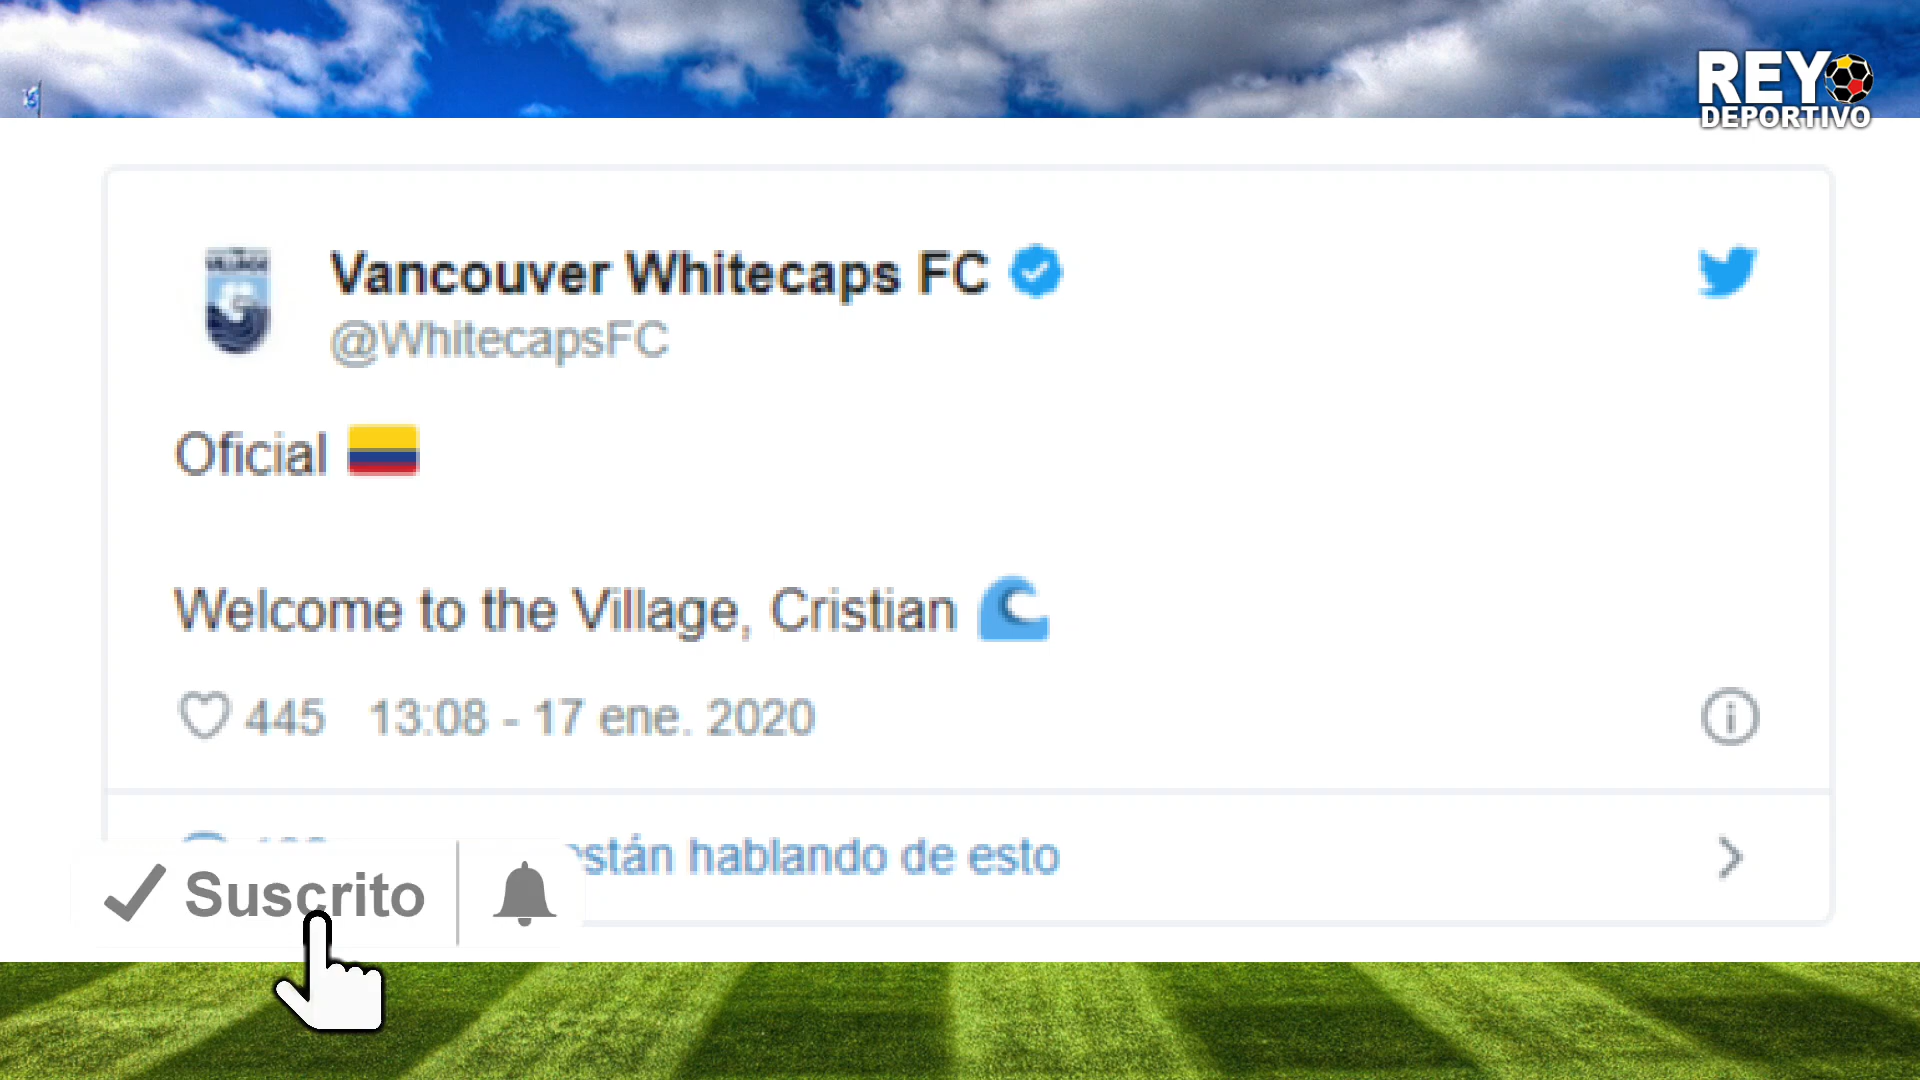 REY
DEPORTIVO
Vancouver Whitecaps FC
@WhitecapsFC
Oficial
Welcome to the Village, Cristian
445 13:08 - 17 ene. 2020
están hablando de esto
Suscrito